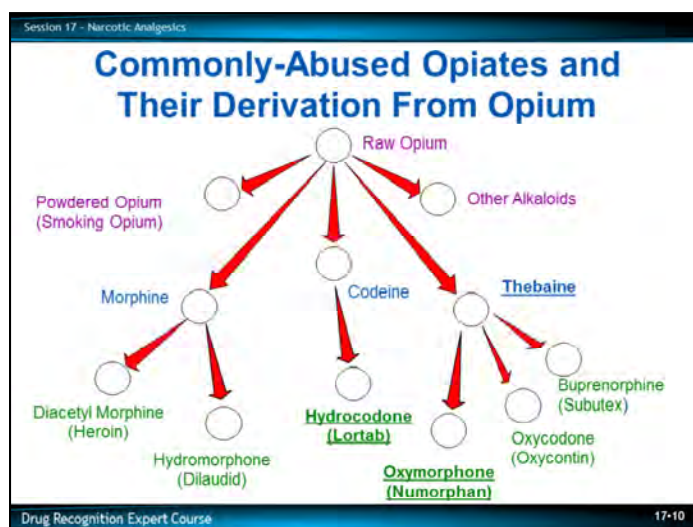 Session 17 - Narcotic Analgesics
Commonly-Abused Opiates and
Their Derivation From Opium
Raw Opium
Powdered Opium
(Smoking Opium)
Other Alkaloids
Morphine
Codeine
Thebaine
Diacetyl Morphine
(Heroin)
Hydromorphone
(Dilaudid)
Hydrocodone
(Lortab)
Oxymorphone
(Numorphan)
Oxycodone
(Oxycontin)
Buprenorphine
(Subutex)
Drug Recognition Expert Course
17-10